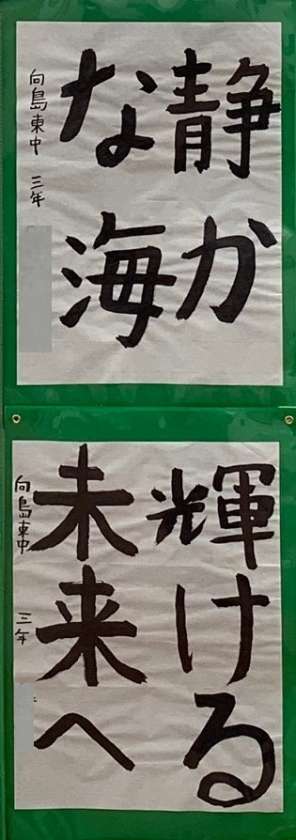 静か
な海
向島東中 三年
輝ける
未来へ
向島東中 三年